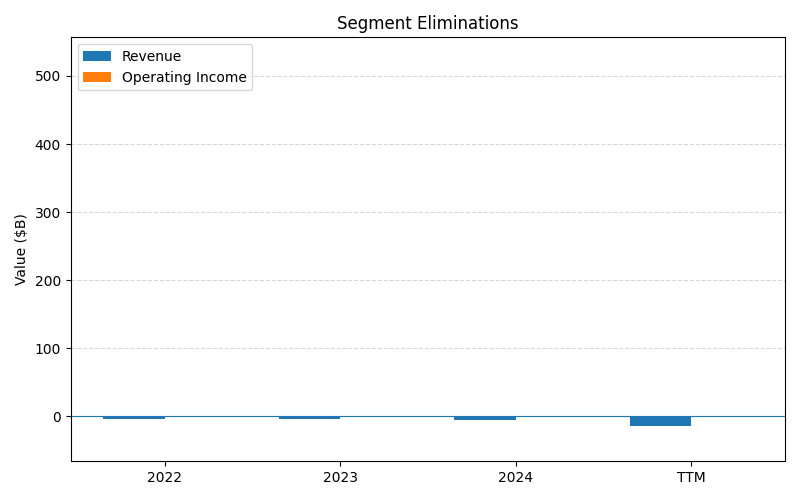 Segment Eliminations
Revenue
Operating Income
Value ($B)
500
400
300
200
100
0
2022
2023
2024
TTM